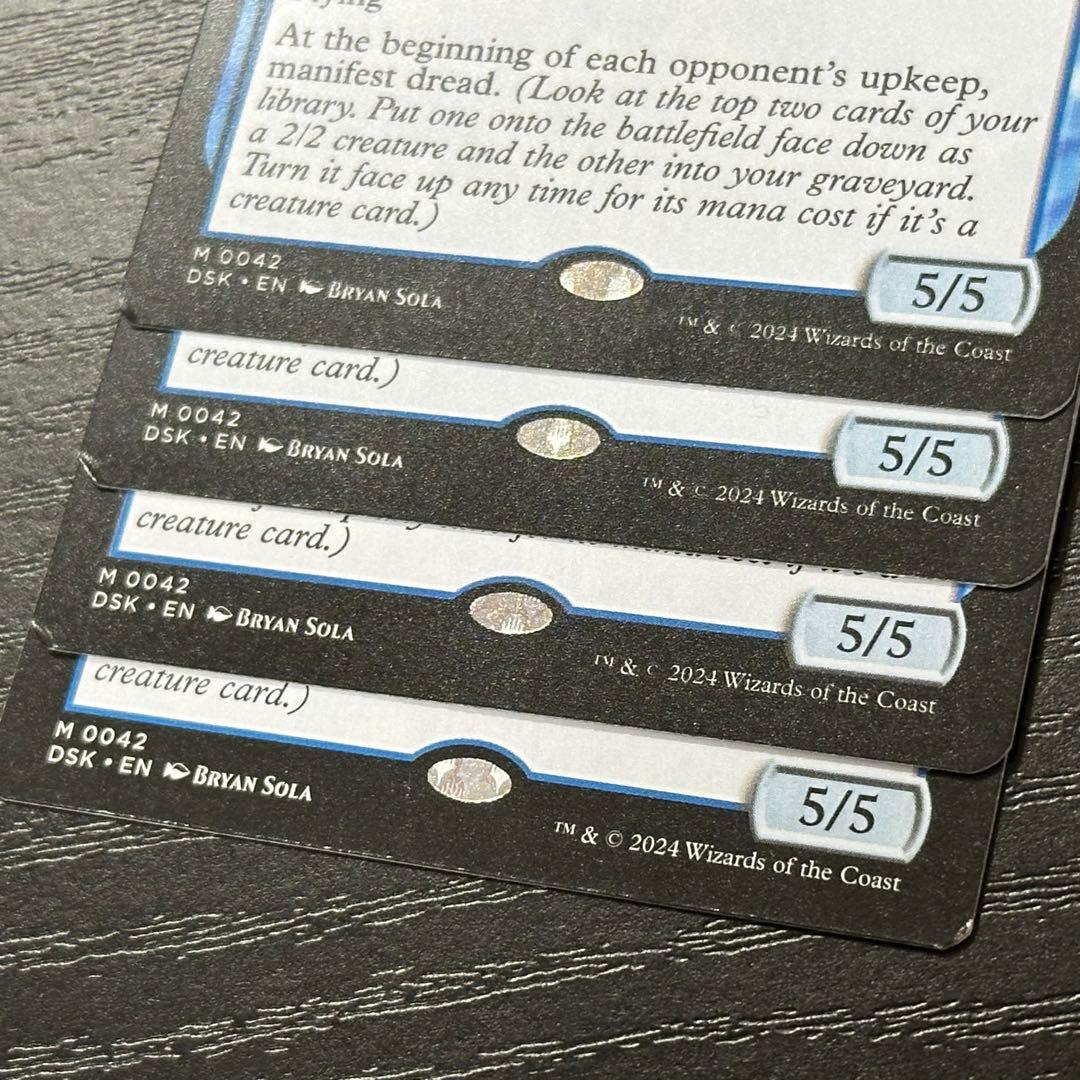 At the beginning of each opponent's upkeep,
manifest dread. (Look at the top two cards of your
library. Put one onto the battlefield face down as
a 2/2 creature and the other into your graveyard.
Turn it face up any time for its mana cost if it's a
creature card.)
M 0042
DSK • EN BRYAN SOLA
5/5
™ & © 2024 Wizards of the Coast
creature card.)
M 0042
DSK • EN BRYAN SOLA
5/5
™ & © 2024 Wizards of the Coast
creature card.)
M 0042
DSK • EN BRYAN SOLA
5/5
™ & © 2024 Wizards of the Coast
creature card.)
M 0042
DSK • EN BRYAN SOLA
5/5
™ & © 2024 Wizards of the Coast